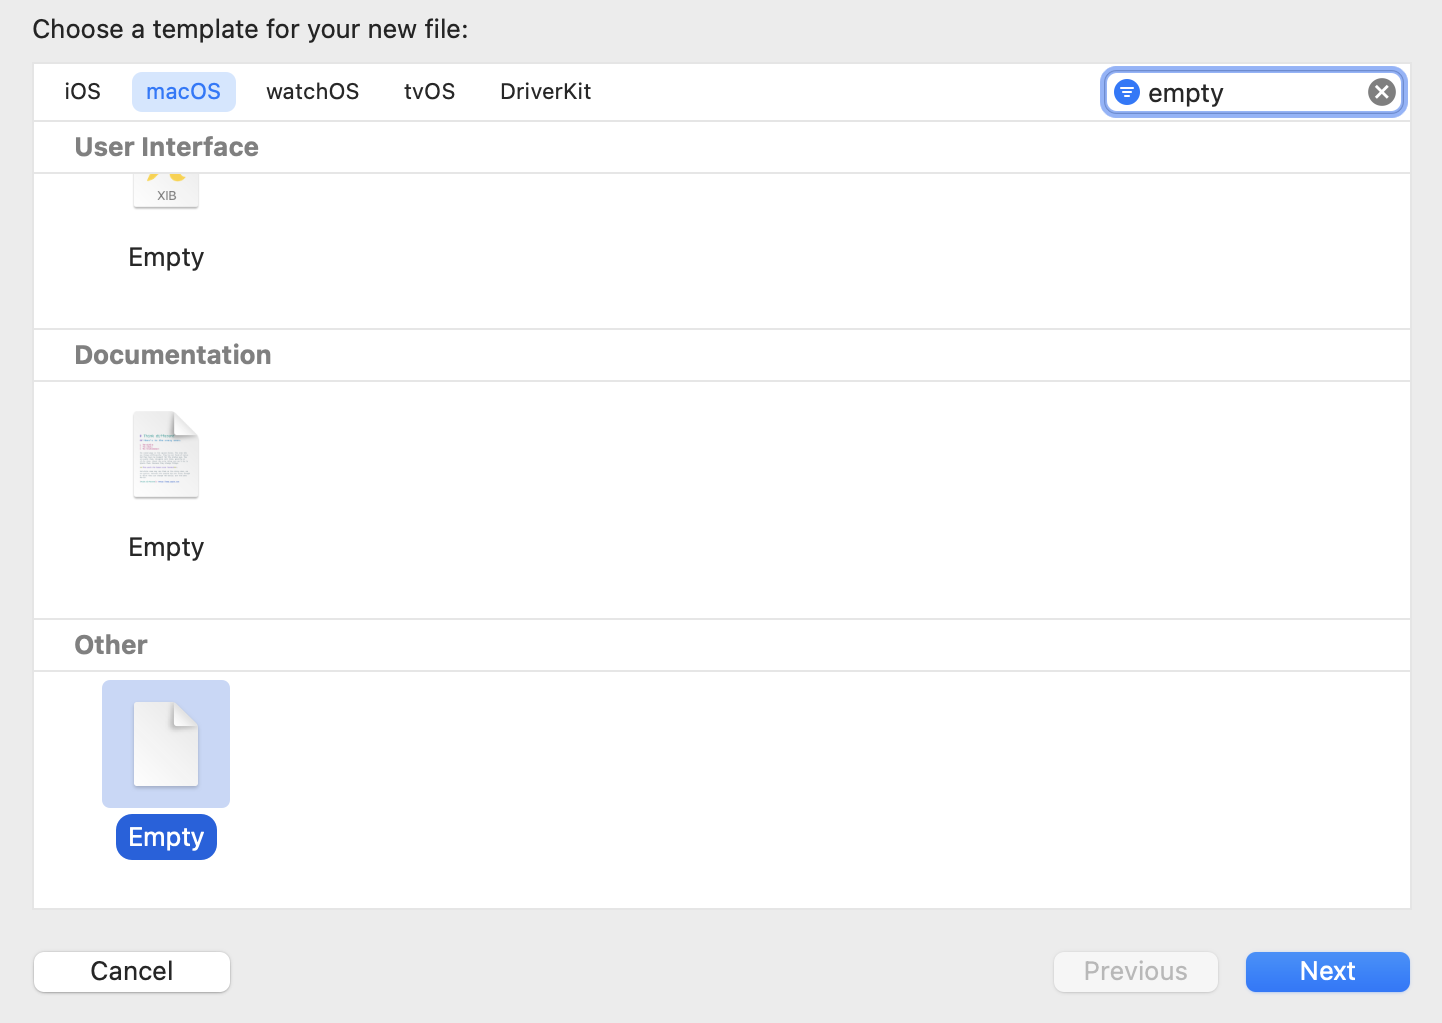 Choose a template for your new file:
iOS macOS watchOS tvOS DriverKit empty
User Interface
XIB
Empty
Documentation
Empty
Other
Empty
Cancel Previous Next